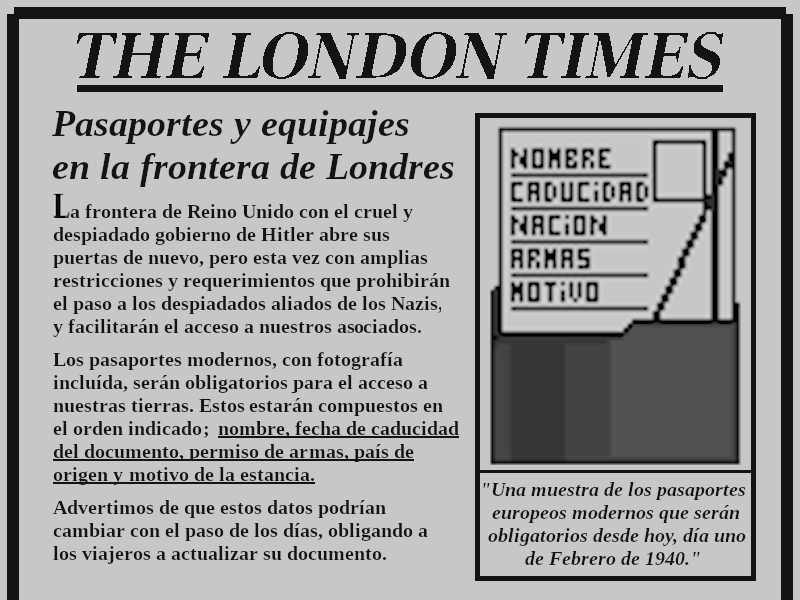 THE LONDON TIMES
Pasaportes y equipajes
en la frontera de Londres
La frontera de Reino Unido con el cruel y
despiadado gobierno de Hitler abre sus
puertas de nuevo, pero esta vez con amplias
restricciones y requerimientos que prohibirán
el paso a los despiadados aliados de los Nazis,
y facilitarán el acceso a nuestros asociados.
Los pasaportes modernos, con fotografía
incluída, serán obligatorios para el acceso a
nuestras tierras. Estos estarán compuestos en
el orden indicado; nombre, fecha de caducidad
del documento, permiso de armas, país de
origen y motivo de la estancia.
Advertimos de que estos datos podrían
cambiar con el paso de los días, obligando a
los viajeros a actualizar su documento.
NOMBRE
CADUCiDAD
NACiON
ARMAS
MOTiVO
"Una muestra de los pasaportes
europeos modernos que serán
obligatorios desde hoy, día uno
de Febrero de 1940."